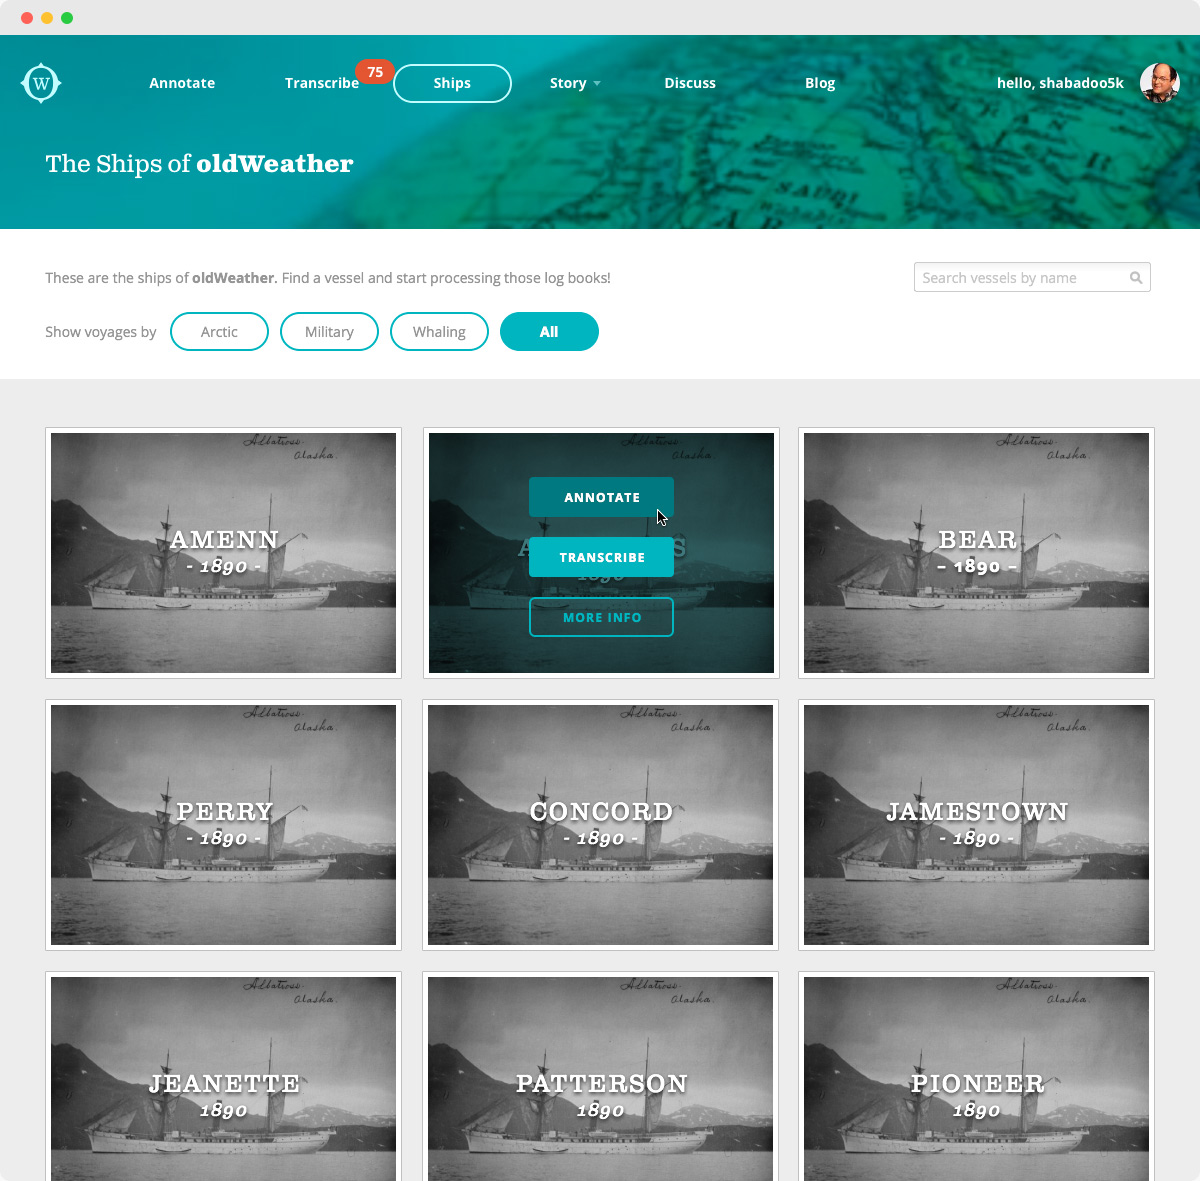 W
Annotate
Transcribe
75
Ships
Story
Discuss
Blog
hello, shabadoo5k
The Ships of oldWeather
These are the ships of oldWeather. Find a vessel and start processing those log books!
Search vessels by name
Show voyages by
Arctic
Military
Whaling
All
Albatross.
Alaska.
AMENN
- 1890 -
Albatross.
Alaska.
ANNOTATE
TRANSCRIBE
1890
MORE INFO
Albatross.
Alaska.
BEAR
– 1890 –
Albatross.
Alaska.
PERRY
- 1890 -
Albatross.
Alaska.
CONCORD
- 1890 -
Albatross.
Alaska.
JAMESTOWN
- 1890 -
Albatross.
Alaska.
JEANETTE
1890
Albatross.
Alaska.
PATTERSON
1890
Albatross.
Alaska.
PIONEER
1890